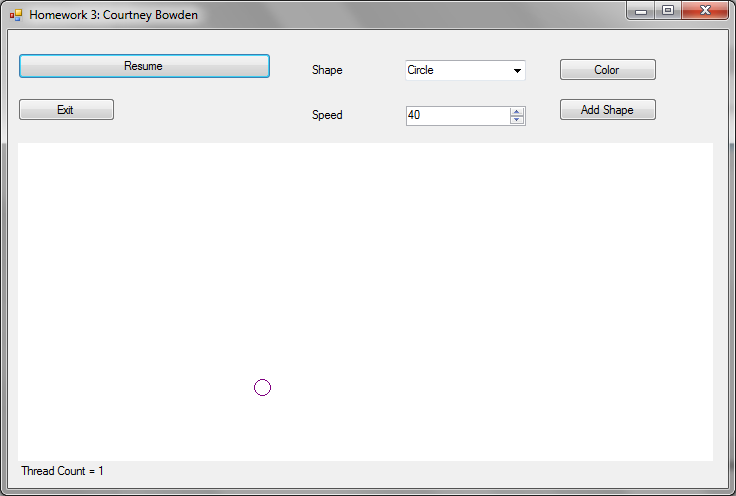 Homework 3: Courtney Bowden
Resume
Shape
Circle
Color
Exit
Speed
40
Add Shape
Thread Count = 1